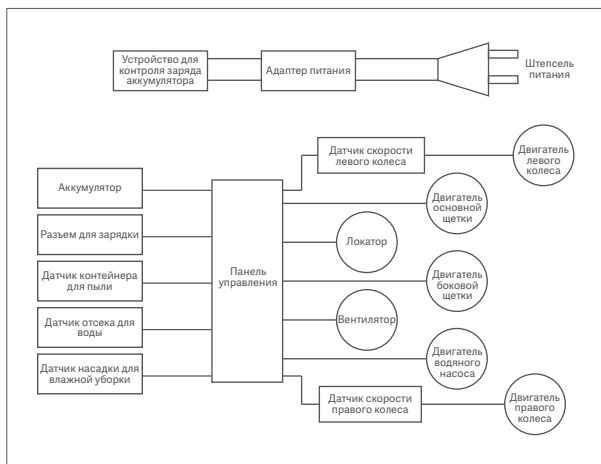 Устройство для
контроля заряда
аккумулятора
Адаптер питания
Штепсель
питания
Датчик скорости
левого колеса
Двигатель
левого
колеса
Аккумулятор
Двигатель
основной
щетки
Разъем для зарядки
Локатор
Датчик контейнера
для пыли
Панель
управления
Двигатель
боковой
щетки
Датчик отсека для
воды
Вентилятор
Датчик насадки для
влажной уборки
Двигатель
водяного
насоса
Датчик скорости
правого колеса
Двигатель
правого
колеса